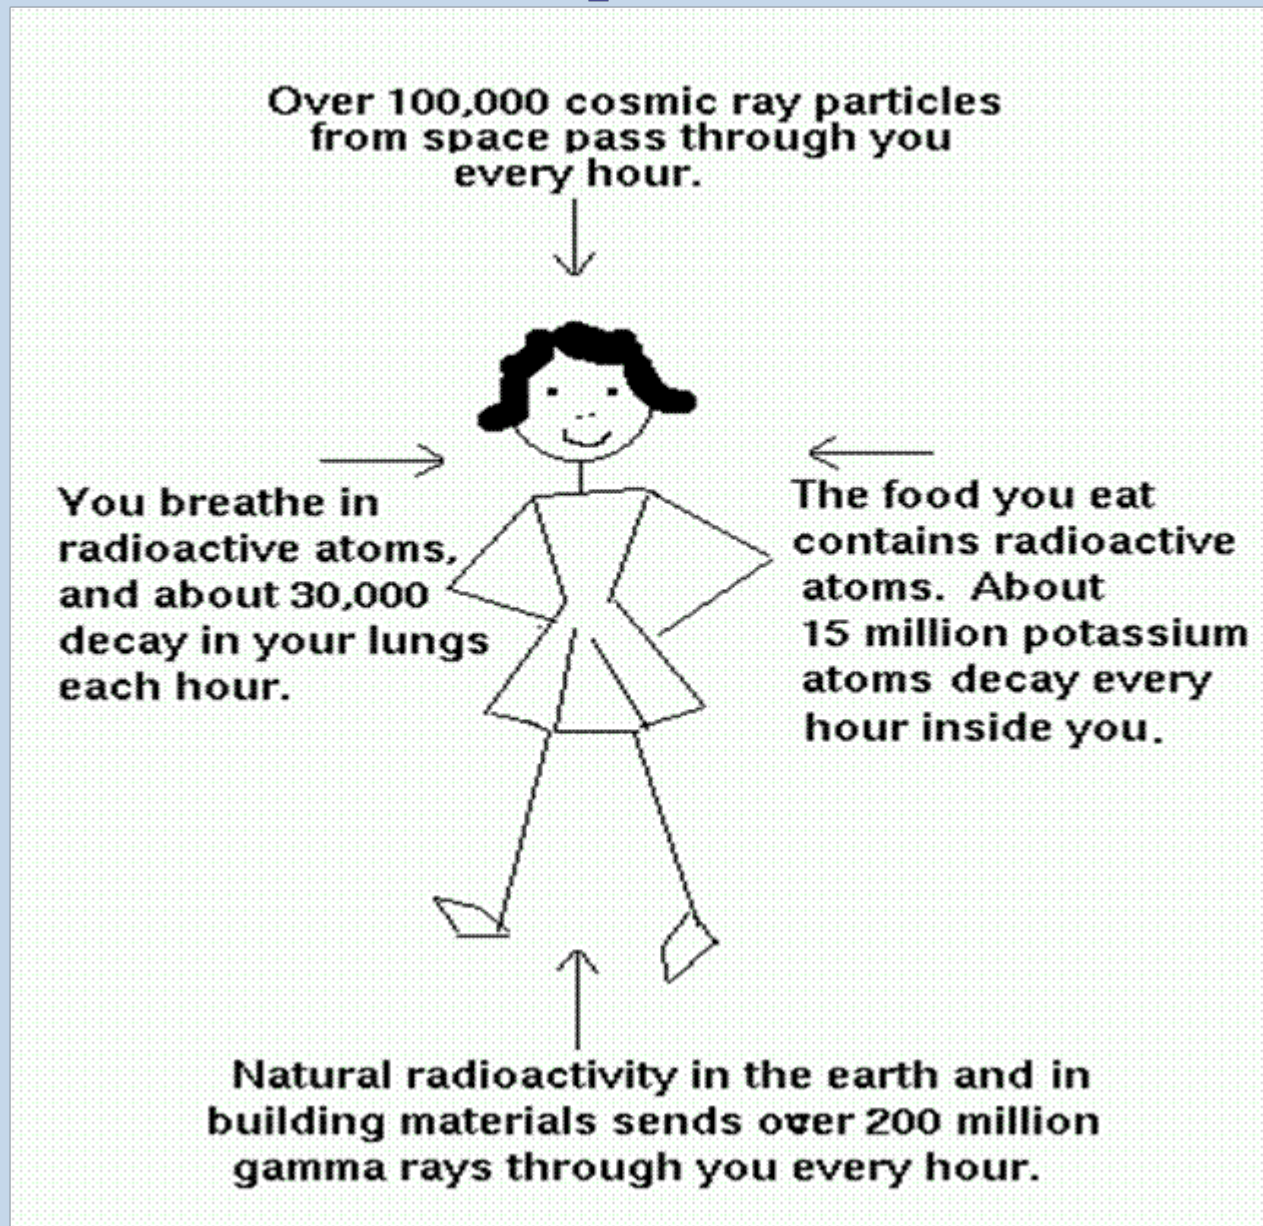 Over 100,000 cosmic ray particles
from space pass through you
every hour.
You breathe in
radioactive atoms,
and about 30,000
decay in your lungs
each hour.
The food you eat
contains radioactive
atoms. About
15 million potassium
atoms decay every
hour inside you.
Natural radioactivity in the earth and in
building materials sends over 200 million
gamma rays through you every hour.